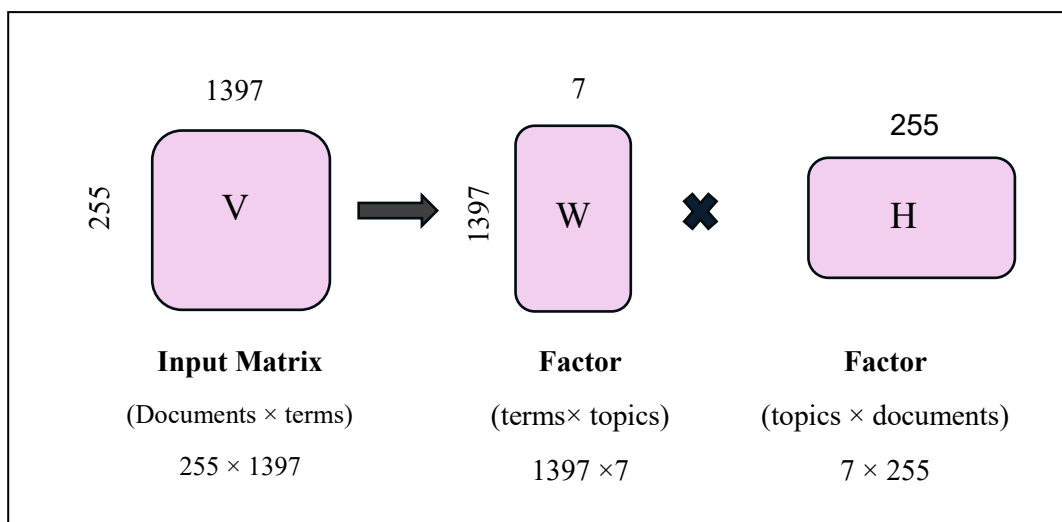 1397
255
V
7
1397
W
255
H
Input Matrix
(Documents × terms)
255 × 1397
Factor
(terms× topics)
1397 ×7
Factor
(topics × documents)
7 × 255